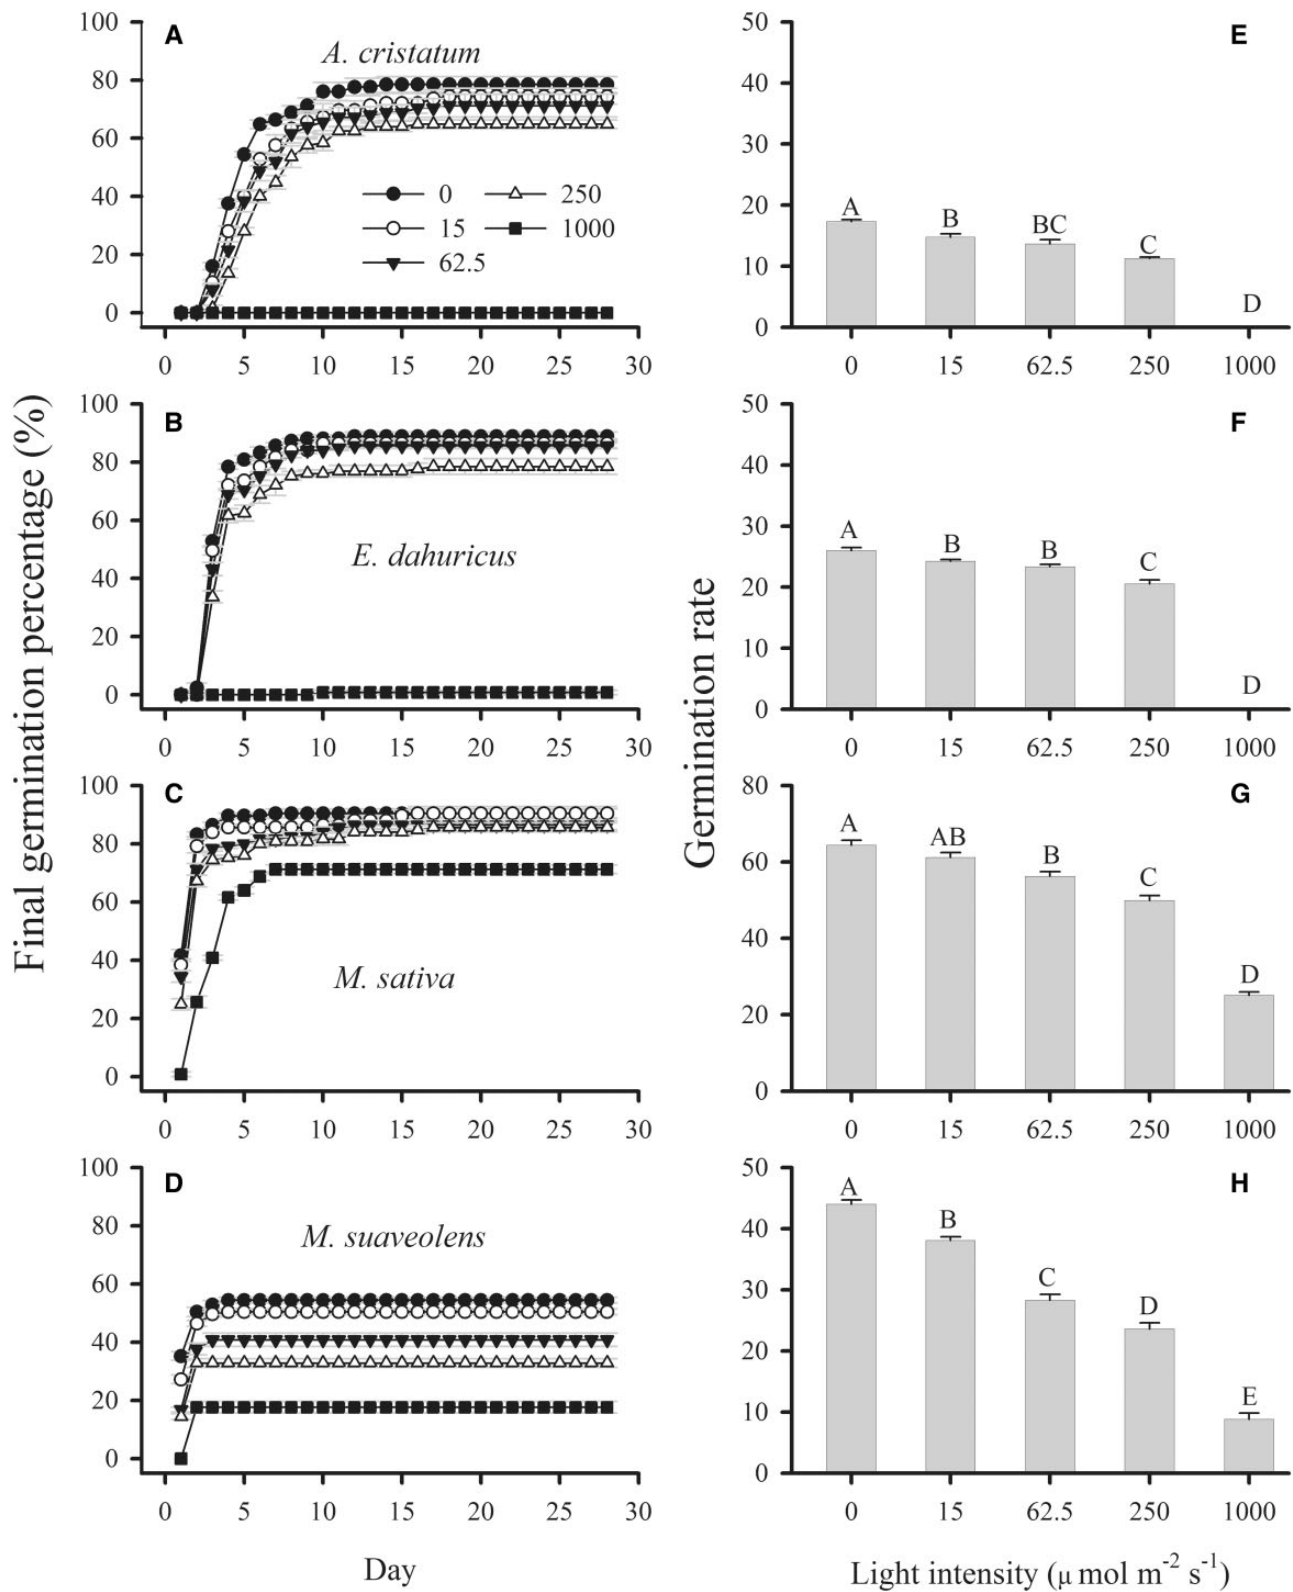 Final germination percentage (%)
Germination rate
A
A. cristatum
100
80
60
40
20
0
0 250
15 1000
62.5
0 5 10 15 20 25 30
E
50
40
30
20
10
0
A B BC C D
0 15 62.5 250 1000
B
E. dahuricus
100
80
60
40
20
0
0 5 10 15 20 25 30
F
50
40
30
20
10
0
A B B C D
0 15 62.5 250 1000
C
M. sativa
100
80
60
40
20
0
0 5 10 15 20 25 30
G
80
60
40
20
0
A AB B C D
0 15 62.5 250 1000
D
M. suaveolens
100
80
60
40
20
0
0 5 10 15 20 25 30
Day
H
50
40
30
20
10
0
A B C D E
0 15 62.5 250 1000
Light intensity (μ mol m⁻² s⁻¹)